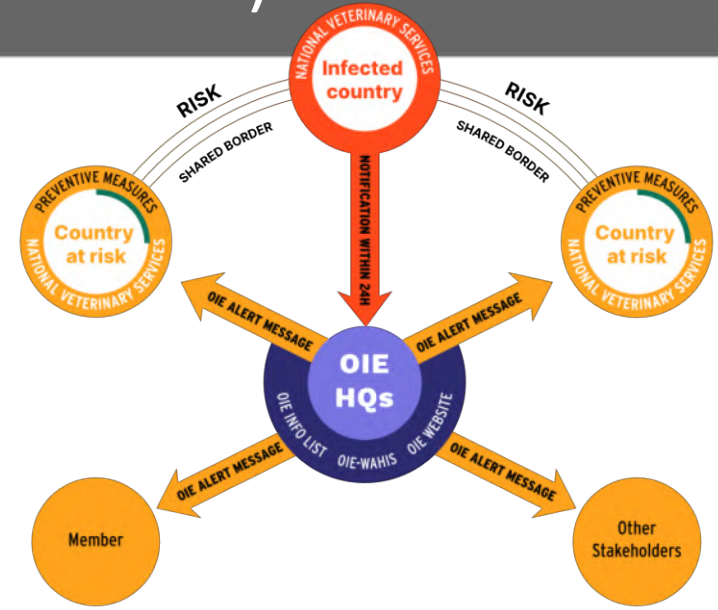 NATIONAL VETERINARY SERVICES
Infected
country
RISK
RISK
SHARED BORDER
SHARED BORDER
PREVENTIVE MEASURES
Country
at risk
NATIONAL VETERINARY SERVICES
NOTIFICATION WITHIN 24H
PREVENTIVE MEASURES
Country
at risk
NATIONAL VETERINARY SERVICES
OIE ALERT MESSAGE
OIE ALERT MESSAGE
OIE
HQs
OIE INFO LIST
OIE-WAHIS
OIE WEBSITE
OIE ALERT MESSAGE
OIE ALERT MESSAGE
Member
Other
Stakeholders